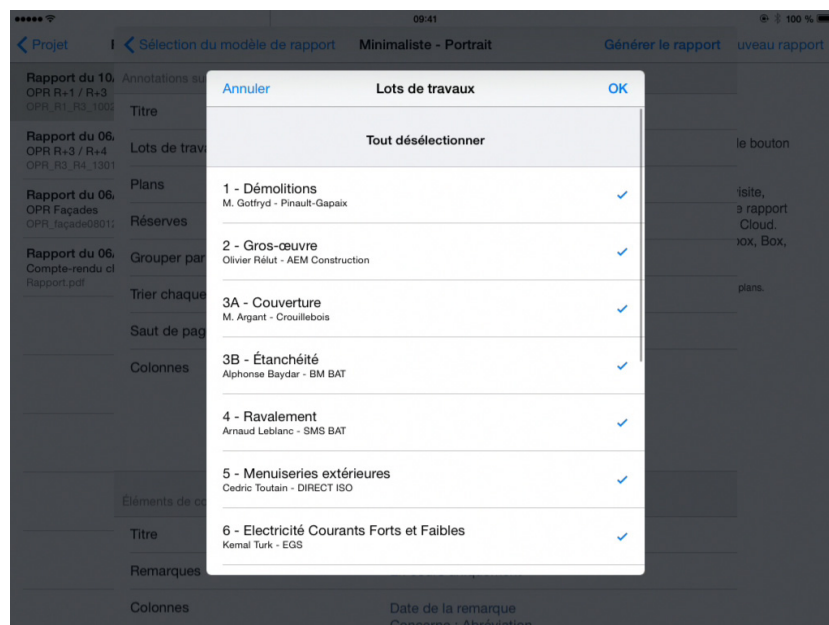 09:41
100 %
Projet
Sélection du modèle de rapport
Minimaliste - Portrait
Générer le rapport
uveau rapport
Rapport du 10/
OPR R+1 / R+3
OPR_R1_R3_1002
Rapport du 06/
OPR R+3 / R+4
OPR_R3_R4_1301
Rapport du 06/
OPR Façades
OPR_façade08012
Rapport du 06/
Compte-rendu ch
Rapport.pdf
Annotations su
Titre
Lots de trava
Plans
Réserves
Grouper par
Trier chaque
Saut de pag
Colonnes
Éléments de co
Titre
Remarques
Colonnes
Date de la remarque
Annuler
Lots de travaux
OK
Tout désélectionner
1 - Démolitions
M. Gotfryd - Pinault-Gapaix
2 - Gros-œuvre
Olivier Rélut - AEM Construction
3A - Couverture
M. Argant - Crouillebois
3B - Étanchéité
Alphonse Baydar - BM BAT
4 - Ravalement
Arnaud Leblanc - SMS BAT
5 - Menuiseries extérieures
Cedric Toutain - DIRECT ISO
6 - Electricité Courants Forts et Faibles
Kemal Turk - EGS
le bouton
isite,
e rapport
Cloud.
ox, Box,
plans.